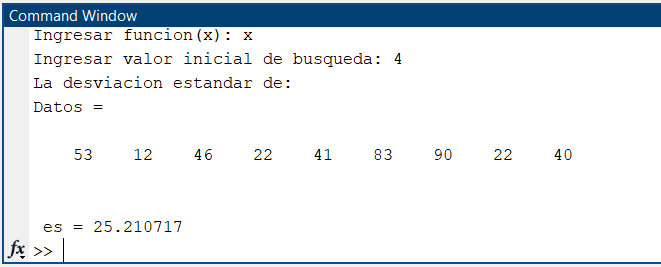 Command Window
Ingresar funcion(x): x
Ingresar valor inicial de busqueda: 4
La desviacion estandar de:
Datos =
53 12 46 22 41 83 90 22 40
es = 25.210717
fx >>